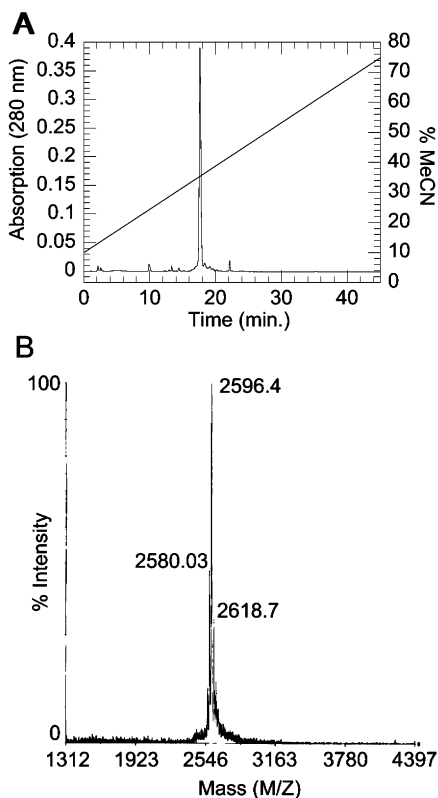 A
0.4
0.35
0.3
0.25
0.2
0.15
0.1
0.05
0
Absorption (280 nm)
80
70
60
50
40
30
20
10
0
% MeCN
0 10 20 30 40
Time (min.)
B
100
2596.4
2580.03
2618.7
% Intensity
0
1312 1923 2546 3163 3780 4397
Mass (M/Z)